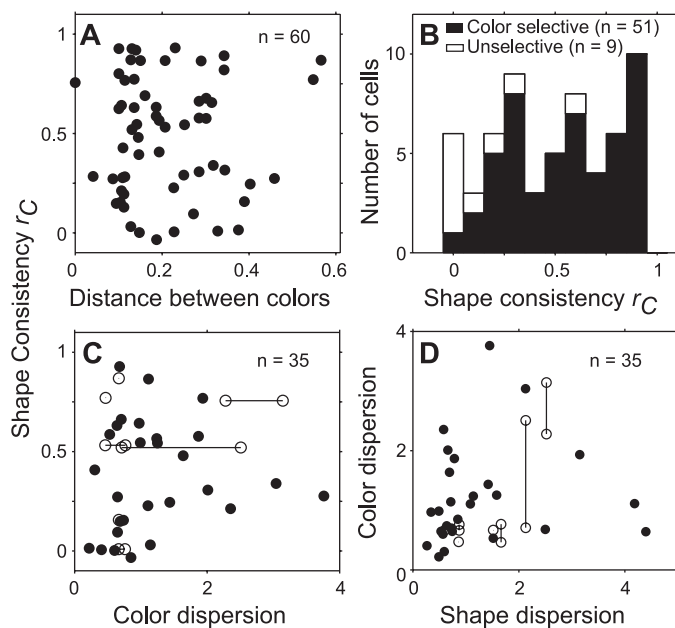 A
n = 60
1
0.5
0
0
0.2
0.4
0.6
Distance between colors
Shape Consistency rC
B
Color selective (n = 51)
Unselective (n = 9)
10
5
0
Number of cells
0
0.5
1
Shape consistency rC
C
n = 35
1
0.5
0
0
2
4
Color dispersion
D
n = 35
4
2
0
Color dispersion
0
2
4
Shape dispersion